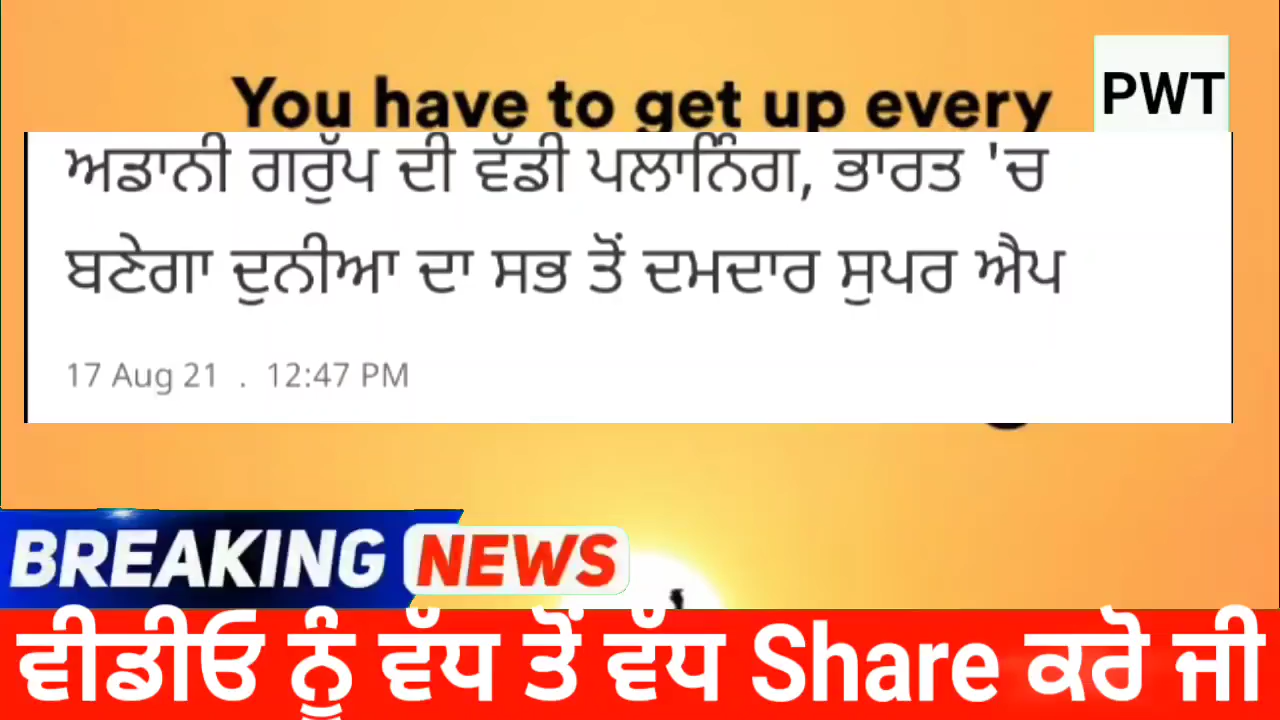 You have to get up every
PWT
ਅਡਾਨੀ ਗਰੁੱਪ ਦੀ ਵੱਡੀ ਪਲਾਨਿੰਗ, ਭਾਰਤ 'ਚ
ਬਣੇਗਾ ਦੁਨੀਆ ਦਾ ਸਭ ਤੋਂ ਦਮਦਾਰ ਸੁਪਰ ਐਪ
17 Aug 21 . 12:47 PM
BREAKING NEWS
ਵੀਡੀਓ ਨੂੰ ਵੱਧ ਤੋਂ ਵੱਧ Share ਕਰੋ ਜੀ